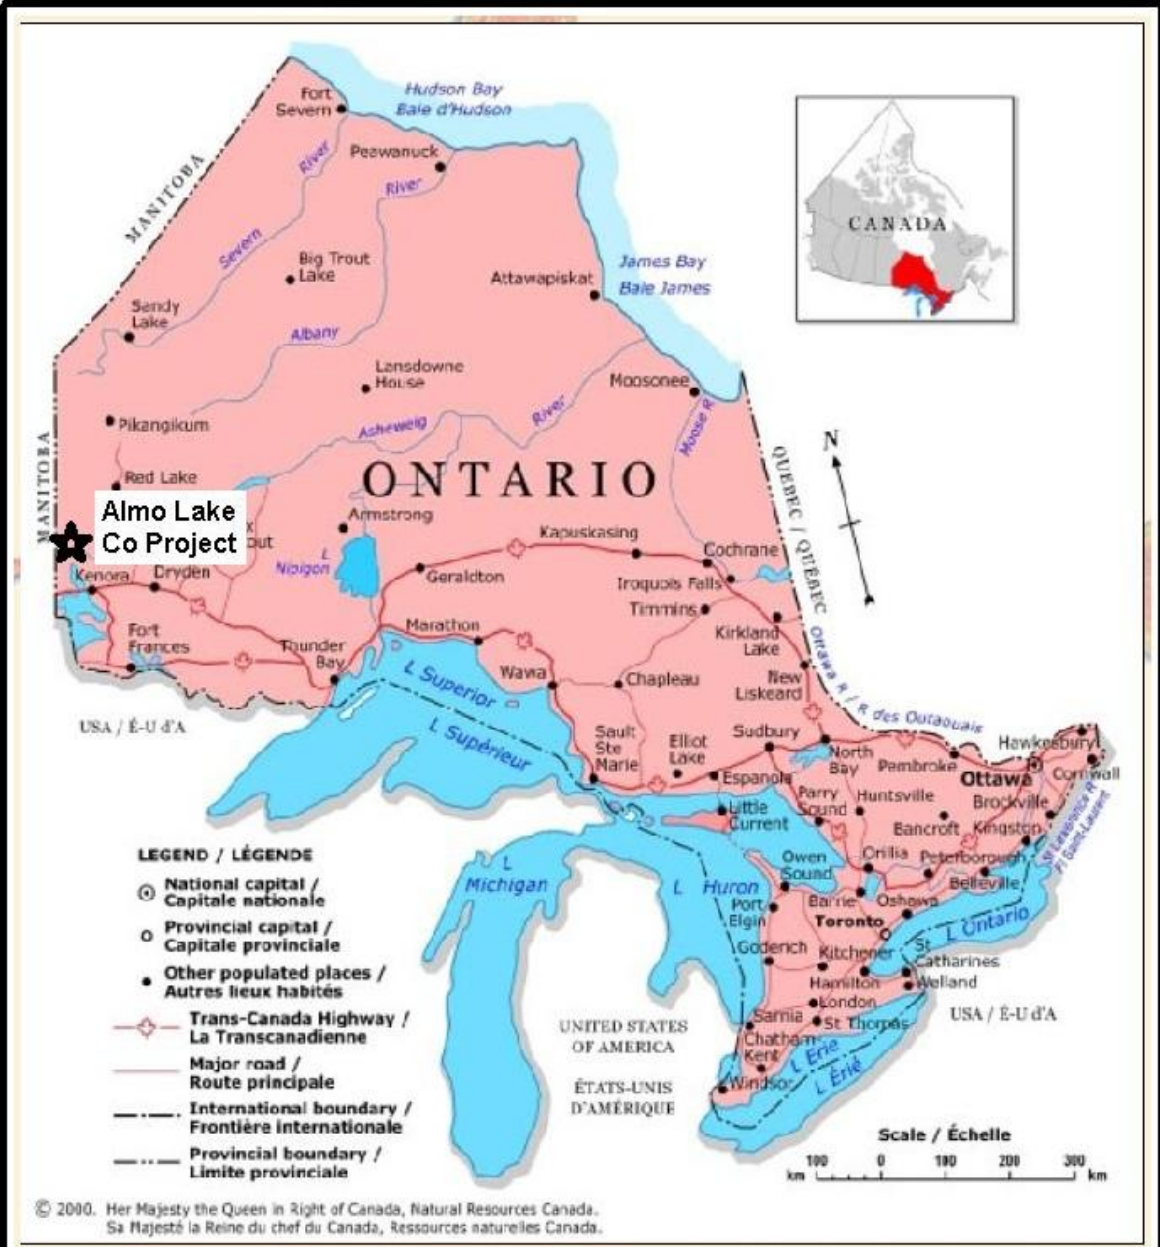 Hudson Bay
Baie d'Hudson
Fort
Severn
Peawanuck
River
River
MANITOBA
Severn
Big Trout
Lake
CANADA
James Bay
Baie James
Attawapiskat
Sandy
Lake
Albany
Lansdowne
House
Moosonee
Pikangikum
Asheweig
River
Moose R
MANITOBA
N
QUEBEC / QUÉBEC
Red Lake
ONTARIO
Almo Lake
Co Project
Armstrong
Kapuskasing
Cochrane
L
Nipigon
Geraldton
Iroquois Falls
Kenora
Dryden
Timmins
Marathon
Kirkland
Lake
Fort
Frances
Thunder
Bay
Wawa
Chapleau
New
Liskeard
Ottawa R / R des Outaouais
L Superior
L Supérieur
USA / É-U d'A
Sault
Ste
Marie
Elliot
Lake
Sudbury
North
Bay
Pembroke
Hawkesbury
Ottawa
Cornwall
Espanola
Parry
Sound
Huntsville
Brockville
Little
Current
Bancroft
Kingston
St Lawrence R
Fl Saint-Laurent
LEGEND / LÉGENDE
National capital /
Capitale nationale
Provincial capital /
Capitale provinciale
Other populated places /
Autres lieux habités
Trans-Canada Highway /
La Transcanadienne
Major road /
Route principale
International boundary /
Frontière internationale
Provincial boundary /
Limite provinciale
L
Michigan
L Huron
Owen
Sound
Orillia
Peterborough
Belleville
Port
Elgin
Barrie
Oshawa
Toronto
L Ontario
Goderich
Kitchener
St
Catharines
Hamilton
Welland
London
Sarnia
St Thomas
USA / É-U d'A
Chatham-
Kent
L Erie
L Érié
Windsor
UNITED STATES
OF AMERICA
ÉTATS-UNIS
D'AMÉRIQUE
Scale / Échelle
100 0 100 200 300
km km
© 2000. Her Majesty the Queen in Right of Canada, Natural Resources Canada.
Sa Majesté la Reine du chef du Canada, Ressources naturelles Canada.